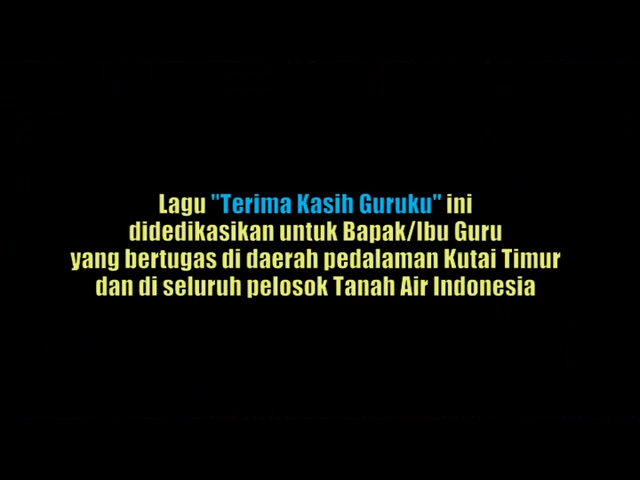 Lagu "Terima Kasih Guruku" ini
didedikasikan untuk Bapak/Ibu Guru
yang bertugas di daerah pedalaman Kutai Timur
dan di seluruh pelosok Tanah Air Indonesia